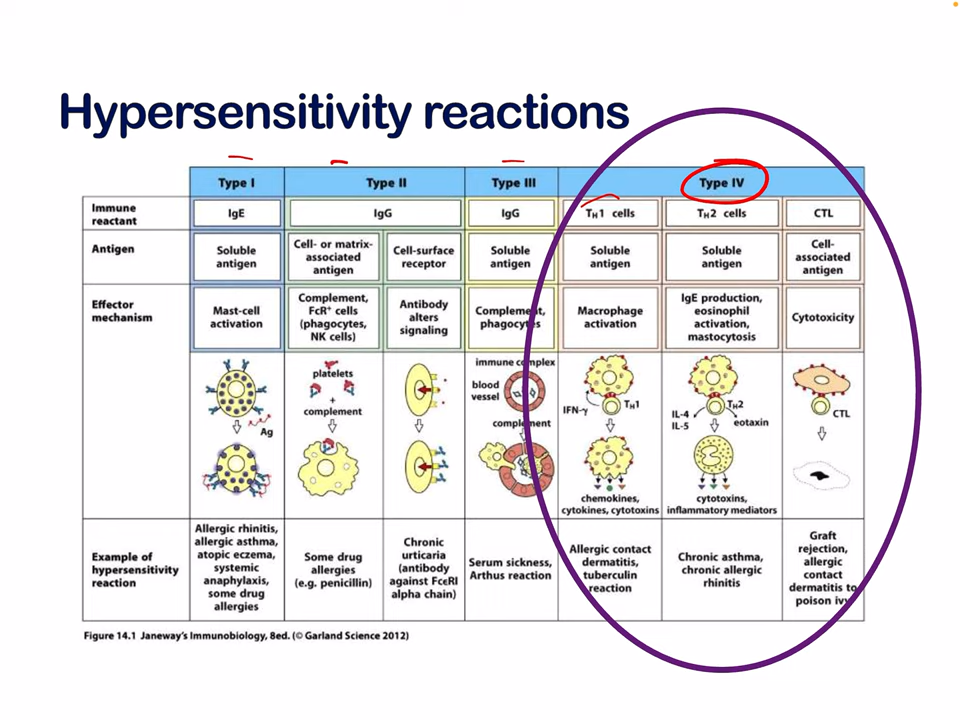 Hypersensitivity reactions
Type I
Type II
Type III
Type IV
Immune
reactant
IgE
IgG
IgG
TH1 cells
TH2 cells
CTL
Antigen
Soluble
antigen
Cell- or matrix-
associated
antigen
Cell-surface
receptor
Soluble
antigen
Soluble
antigen
Soluble
antigen
Cell-
associated
antigen
Effector
mechanism
Mast-cell
activation
Complement,
FcR+ cells
(phagocytes,
NK cells)
Antibody
alters
signaling
Complement,
phagocytes
Macrophage
activation
IgE production,
eosinophil
activation,
mastocytosis
Cytotoxicity
Ag
platelets
+
complement
immune complex
blood
vessel
complement
IFN-γ
TH1
chemokines,
cytokines, cytotoxins
IL-4
IL-5
TH2
eotaxin
cytotoxins,
inflammatory mediators
CTL
Example of
hypersensitivity
reaction
Allergic rhinitis,
allergic asthma,
atopic eczema,
systemic
anaphylaxis,
some drug
allergies
Some drug
allergies
(e.g. penicillin)
Chronic
urticaria
(antibody
against FcεRI
alpha chain)
Serum sickness,
Arthus reaction
Allergic contact
dermatitis,
tuberculin
reaction
Chronic asthma,
chronic allergic
rhinitis
Graft
rejection,
allergic
contact
dermatitis to
poison ivy
Figure 14.1 Janeway's Immunobiology, 8ed. (© Garland Science 2012)